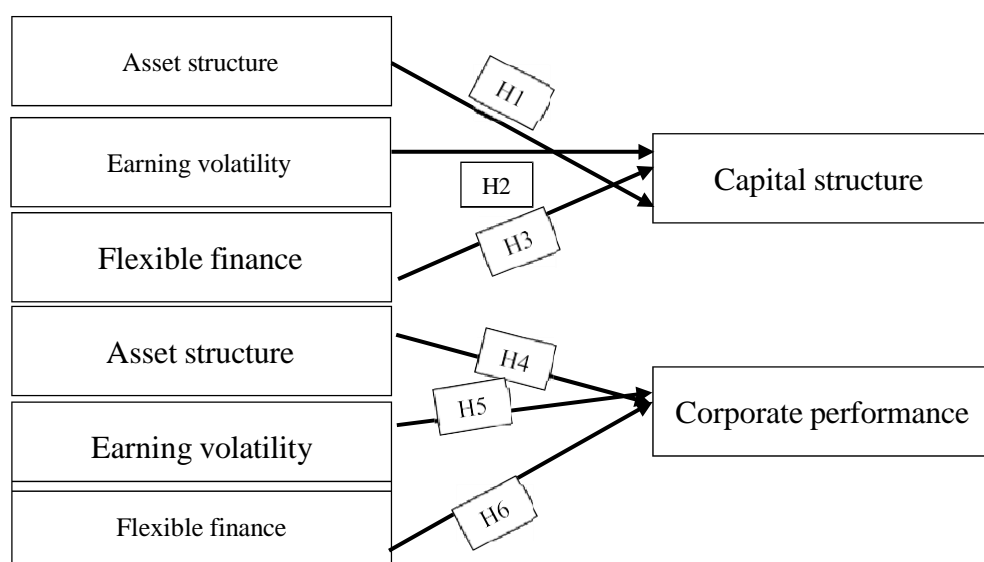 Asset structure
H1
Earning volatility
Capital structure
H2
Flexible finance
H3
Asset structure
H4
Corporate performance
H5
Earning volatility
H6
Flexible finance